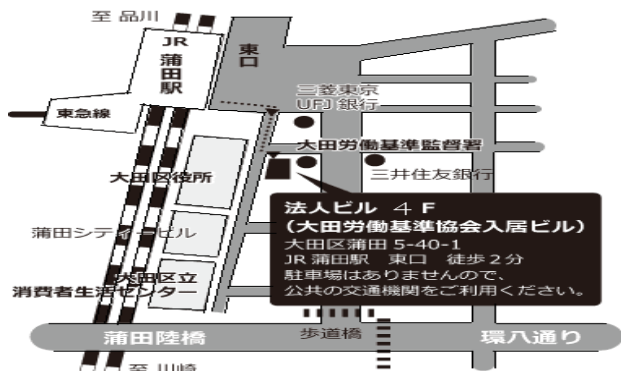 至 品川
JR
蒲田駅
東口
東急線
三菱東京
UFJ 銀行
大田労働基準監督署
三井住友銀行
大田区役所
蒲田シティービル
大田区立
消費者生活センター
法人ビル 4 F
(大田労働基準協会入居ビル)
大田区蒲田 5-40-1
JR 蒲田駅 東口 徒歩 2 分
駐車場はありませんので、
公共の交通機関をご利用ください。
蒲田陸橋
歩道橋
環八通り
至 川崎